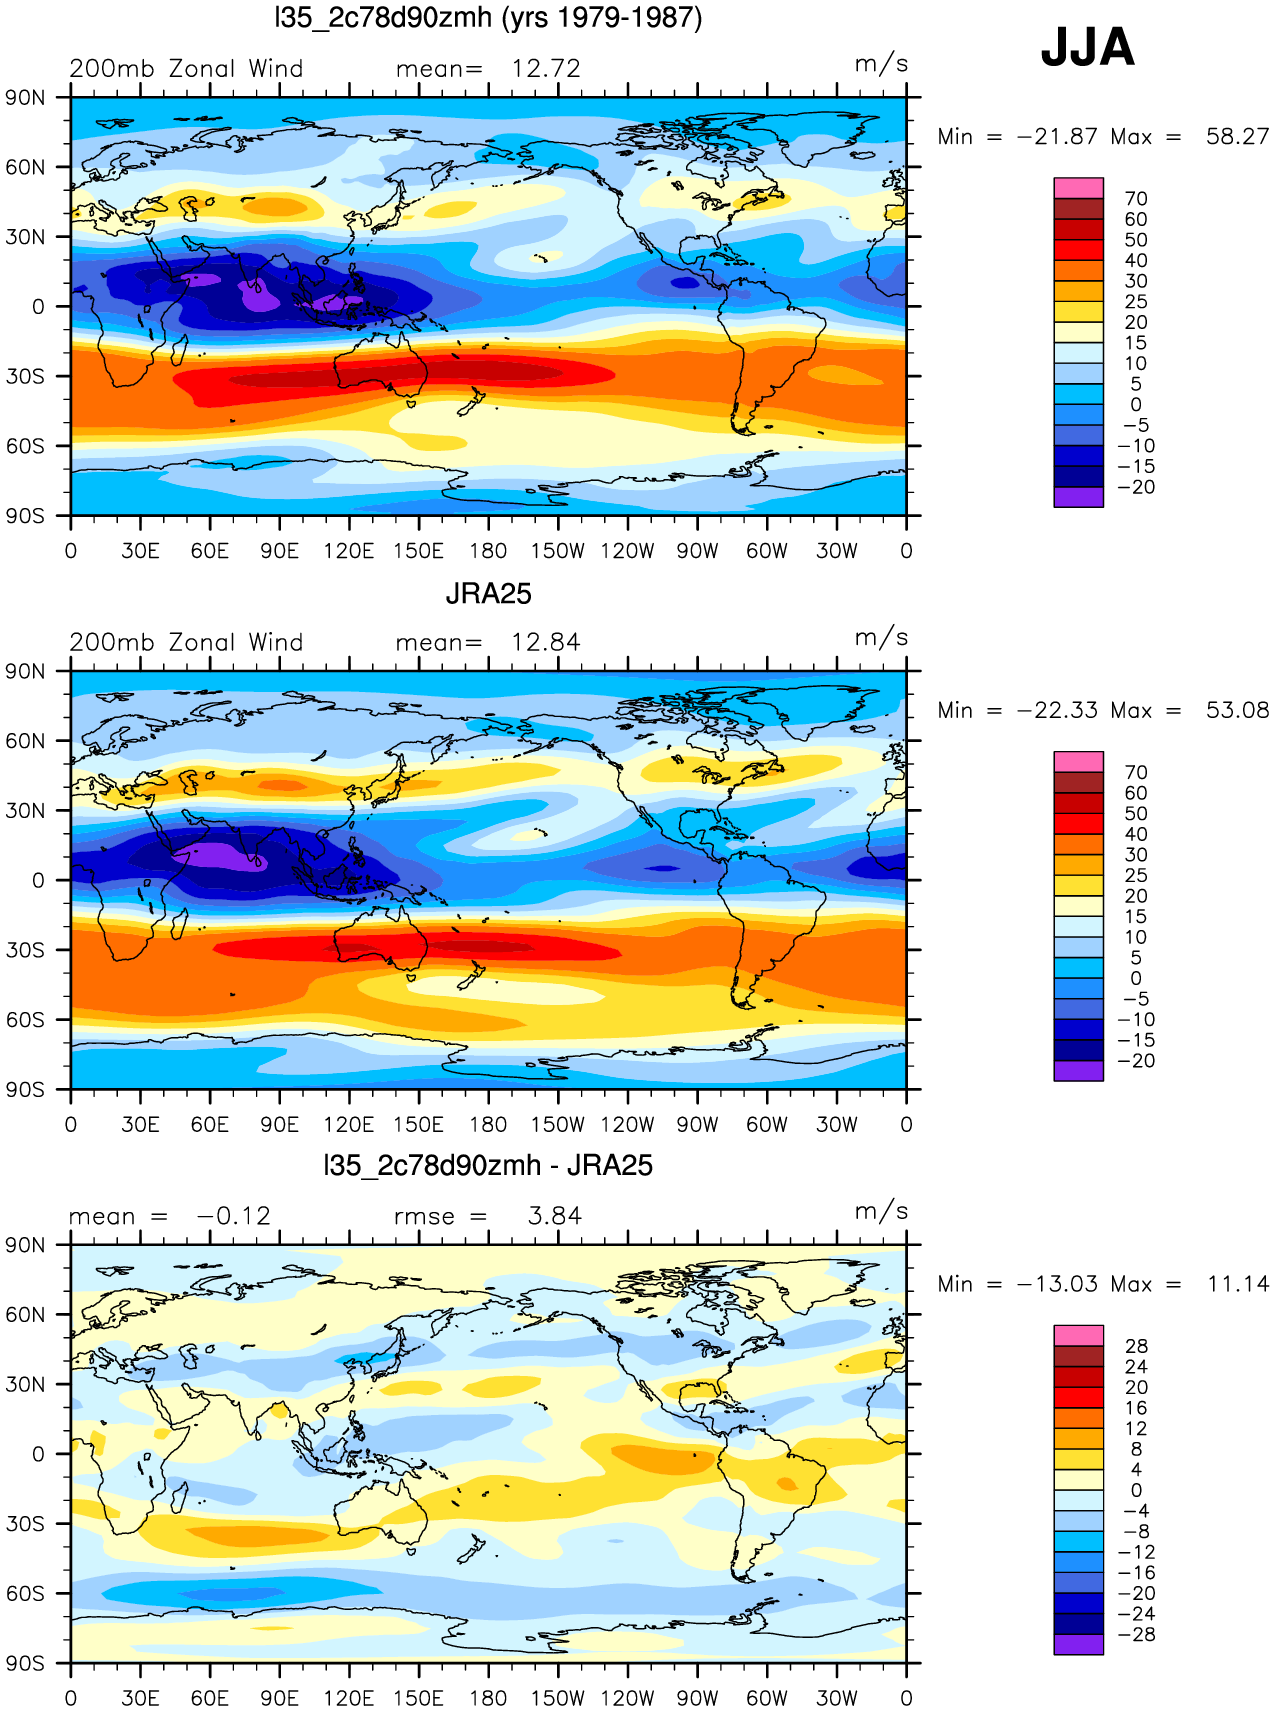 l35_2c78d90zmh (yrs 1979-1987)
JJA
200mb Zonal Wind mean= 12.72 m/s
Min = −21.87 Max = 58.27
90N
60N
30N
0
30S
60S
90S
70
60
50
40
30
25
20
15
10
5
0
−5
−10
−15
−20
0 30E 60E 90E 120E 150E 180 150W 120W 90W 60W 30W 0
JRA25
200mb Zonal Wind mean= 12.84 m/s
Min = −22.33 Max = 53.08
90N
60N
30N
0
30S
60S
90S
70
60
50
40
30
25
20
15
10
5
0
−5
−10
−15
−20
0 30E 60E 90E 120E 150E 180 150W 120W 90W 60W 30W 0
l35_2c78d90zmh - JRA25
mean = −0.12 rmse = 3.84 m/s
Min = −13.03 Max = 11.14
90N
60N
30N
0
30S
60S
90S
28
24
20
16
12
8
4
0
−4
−8
−12
−16
−20
−24
−28
0 30E 60E 90E 120E 150E 180 150W 120W 90W 60W 30W 0